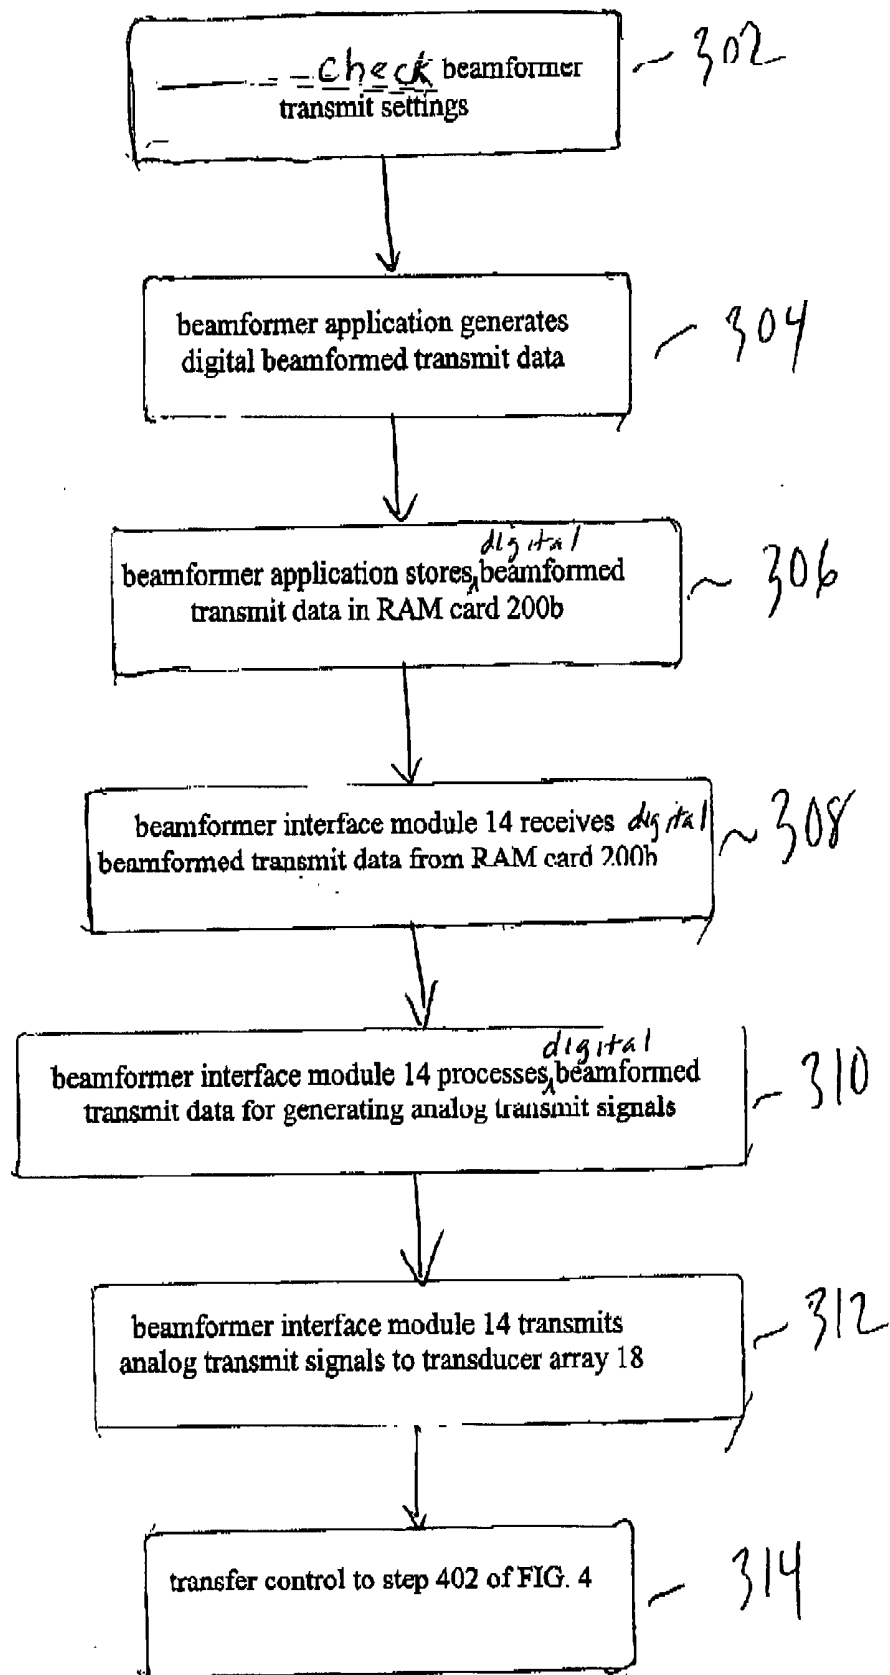 check beamformer
transmit settings
302
beamformer application generates
digital beamformed transmit data
304
beamformer application stores digital beamformed
transmit data in RAM card 200b
306
beamformer interface module 14 receives digital
beamformed transmit data from RAM card 200b
308
beamformer interface module 14 processes digital beamformed
transmit data for generating analog transmit signals
310
beamformer interface module 14 transmits
analog transmit signals to transducer array 18
312
transfer control to step 402 of FIG. 4
314